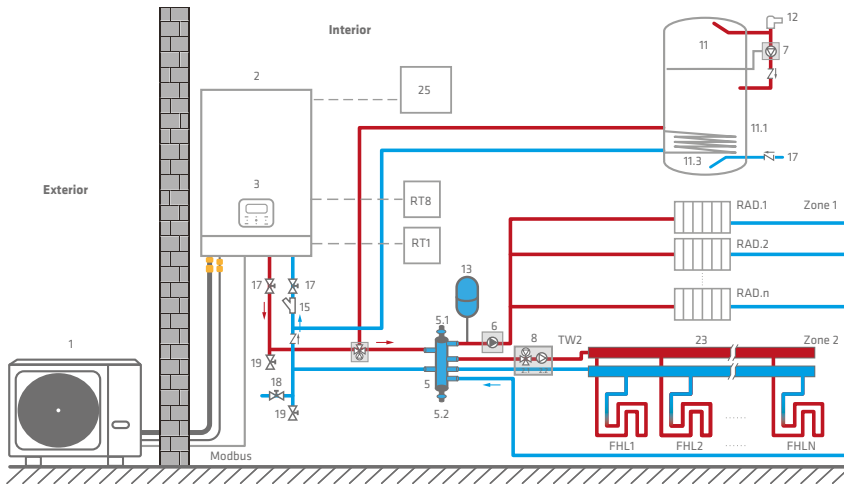 Interior
12
11
7
2
25
11.1
11.3
17
Exterior
3
RT8
RAD.1
Zone 1
RT1
RAD.2
13
17
17
15
RAD.n
5.1
6
8
TW2
23
Zone 2
1
19
5
18
5.2
19
FHL1
FHL2
......
FHLN
Modbus